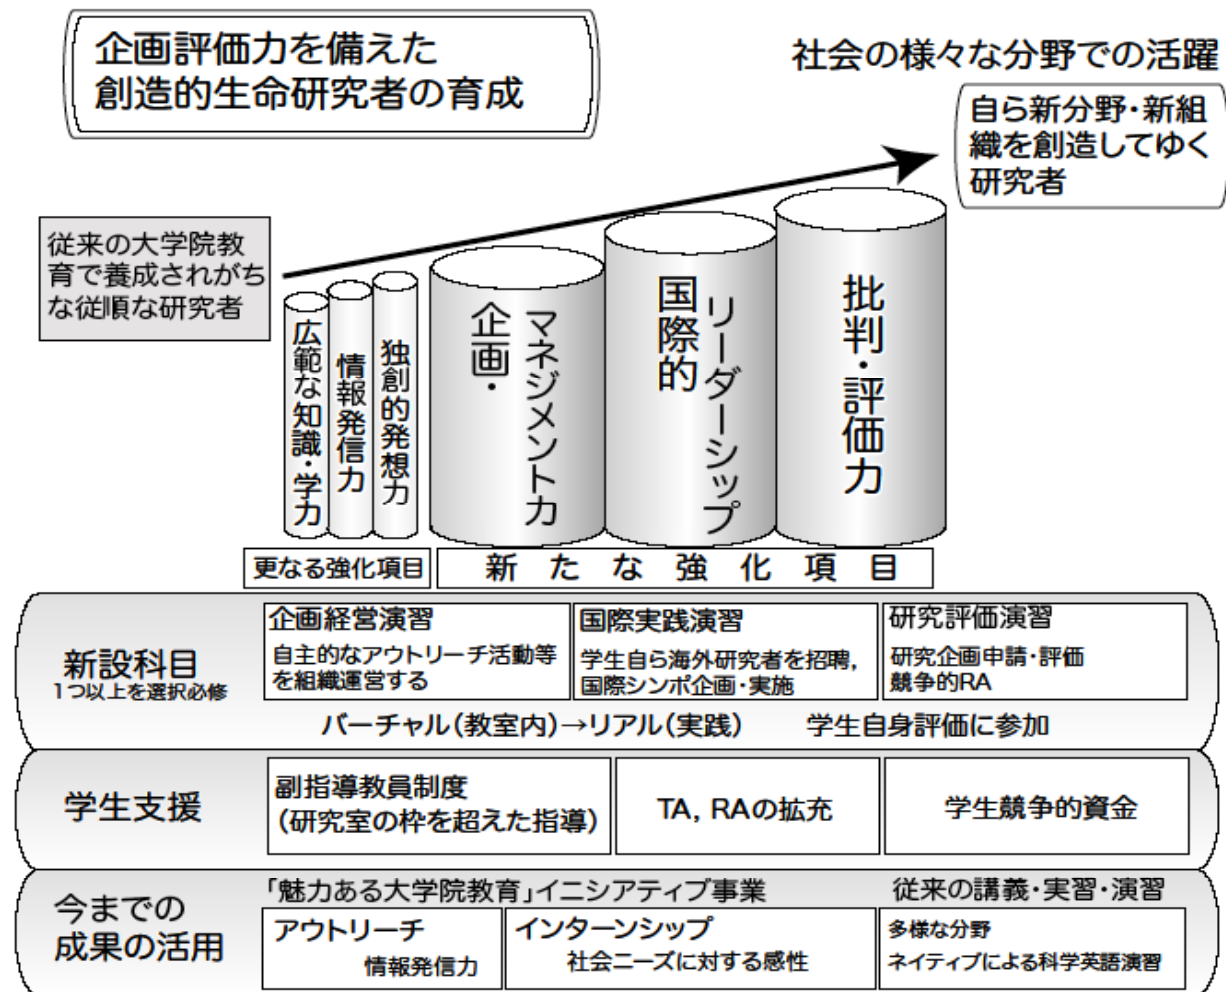 企画評価力を備えた
創造的生命研究者の育成
社会の様々な分野での活躍
自ら新分野・新組
織を創造してゆく
研究者
従来の大学院教
育で養成されがち
な従順な研究者
広範な知識・学力
情報発信力
独創的発想力
企画・
マネジメント力
国際的
リーダーシップ
批判・評価力
更なる強化項目
新たな強化項目
新設科目
1つ以上を選択必修
企画経営演習
自主的なアウトリーチ活動等
を組織運営する
国際実践演習
学生自ら海外研究者を招聘,
国際シンポ企画・実施
研究評価演習
研究企画申請・評価
競争的RA
バーチャル(教室内)→リアル(実践)
学生自身評価に参加
学生支援
副指導教員制度
(研究室の枠を超えた指導)
TA, RAの拡充
学生競争的資金
今までの
成果の活用
「魅力ある大学院教育」イニシアティブ事業
従来の講義・実習・演習
アウトリーチ
情報発信力
インターンシップ
社会ニーズに対する感性
多様な分野
ネイティブによる科学英語演習